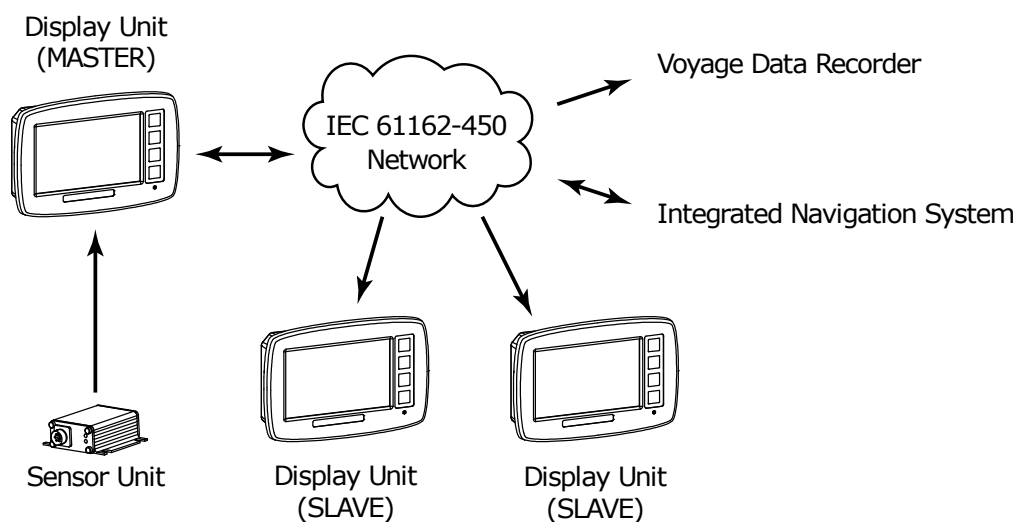 Display Unit
(MASTER)
Voyage Data Recorder
IEC 61162-450
Network
Integrated Navigation System
Sensor Unit
Display Unit
(SLAVE)
Display Unit
(SLAVE)